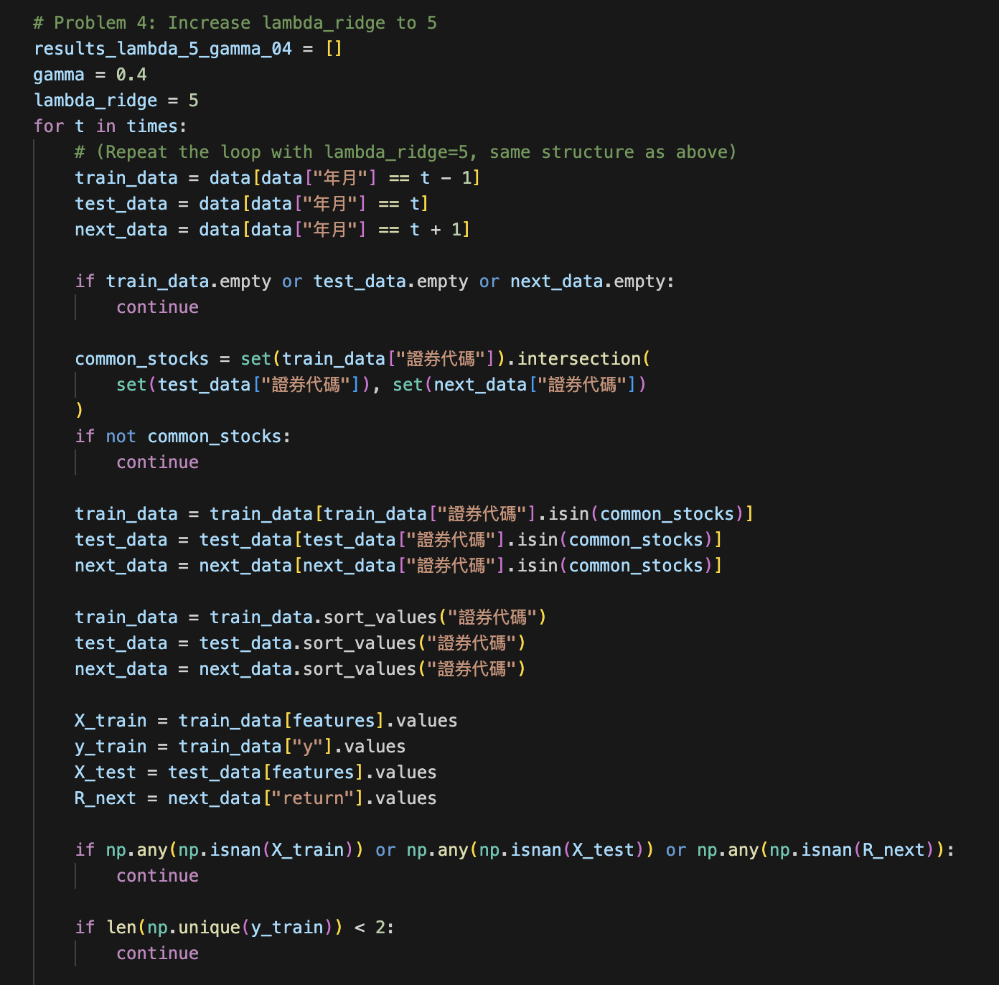 # Problem 4: Increase lambda_ridge to 5
results_lambda_5_gamma_04 = []
gamma = 0.4
lambda_ridge = 5
for t in times:
    # (Repeat the loop with lambda_ridge=5, same structure as above)
    train_data = data[data["年月"] == t - 1]
    test_data = data[data["年月"] == t]
    next_data = data[data["年月"] == t + 1]

    if train_data.empty or test_data.empty or next_data.empty:
        continue

    common_stocks = set(train_data["證券代碼"]).intersection(
        set(test_data["證券代碼"]), set(next_data["證券代碼"])
    )
    if not common_stocks:
        continue

    train_data = train_data[train_data["證券代碼"].isin(common_stocks)]
    test_data = test_data[test_data["證券代碼"].isin(common_stocks)]
    next_data = next_data[next_data["證券代碼"].isin(common_stocks)]

    train_data = train_data.sort_values("證券代碼")
    test_data = test_data.sort_values("證券代碼")
    next_data = next_data.sort_values("證券代碼")

    X_train = train_data[features].values
    y_train = train_data["y"].values
    X_test = test_data[features].values
    R_next = next_data["return"].values

    if np.any(np.isnan(X_train)) or np.any(np.isnan(X_test)) or np.any(np.isnan(R_next)):
        continue

    if len(np.unique(y_train)) < 2:
        continue